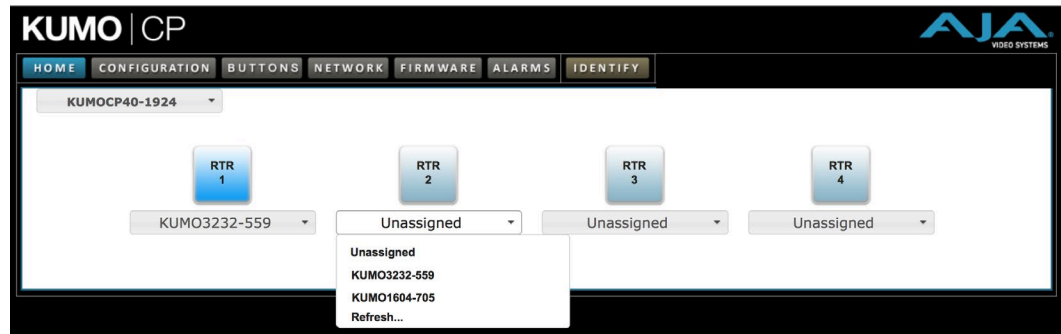 KUMO | CP
AJA
VIDEO SYSTEMS
HOME CONFIGURATION BUTTONS NETWORK FIRMWARE ALARMS IDENTIFY
KUMOCP40-1924
RTR
1
RTR
2
RTR
3
RTR
4
KUMO3232-559 Unassigned Unassigned Unassigned
Unassigned
KUMO3232-559
KUMO1604-705
Refresh...